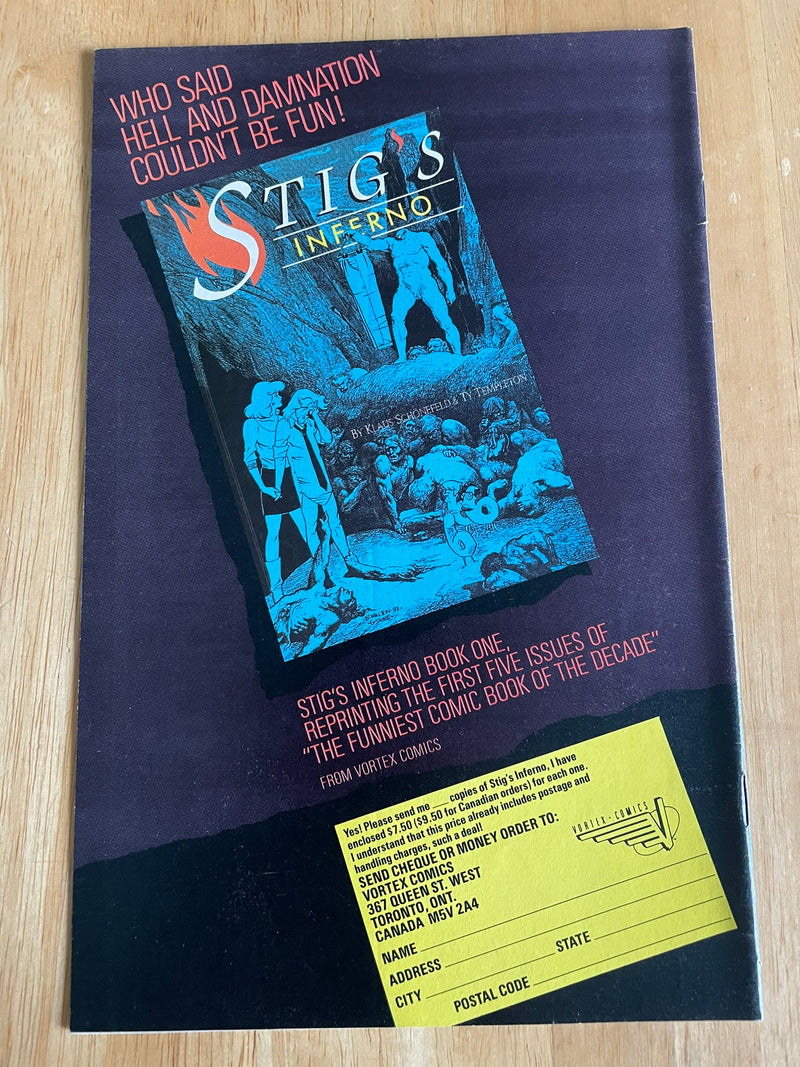 WHO SAID
HELL AND DAMNATION
COULDN'T BE FUN!
STIG'S
INFERNO
BY KLAUS SCHÖNEFELD & TY TEMPLETON
STIG'S INFERNO BOOK ONE,
REPRINTING THE FIRST FIVE ISSUES OF
"THE FUNNIEST COMIC BOOK OF THE DECADE"
FROM VORTEX COMICS
Yes! Please send me ___ copies of Stig's Inferno, I have
enclosed $7.50 ($9.50 for Canadian orders) for each one.
I understand that this price already includes postage and
handling charges, such a deal!
SEND CHEQUE OR MONEY ORDER TO:
VORTEX COMICS
367 QUEEN ST. WEST
TORONTO, ONT.
CANADA M5V 2A4
VORTEX·COMICS
NAME
ADDRESS
CITY
STATE
POSTAL CODE